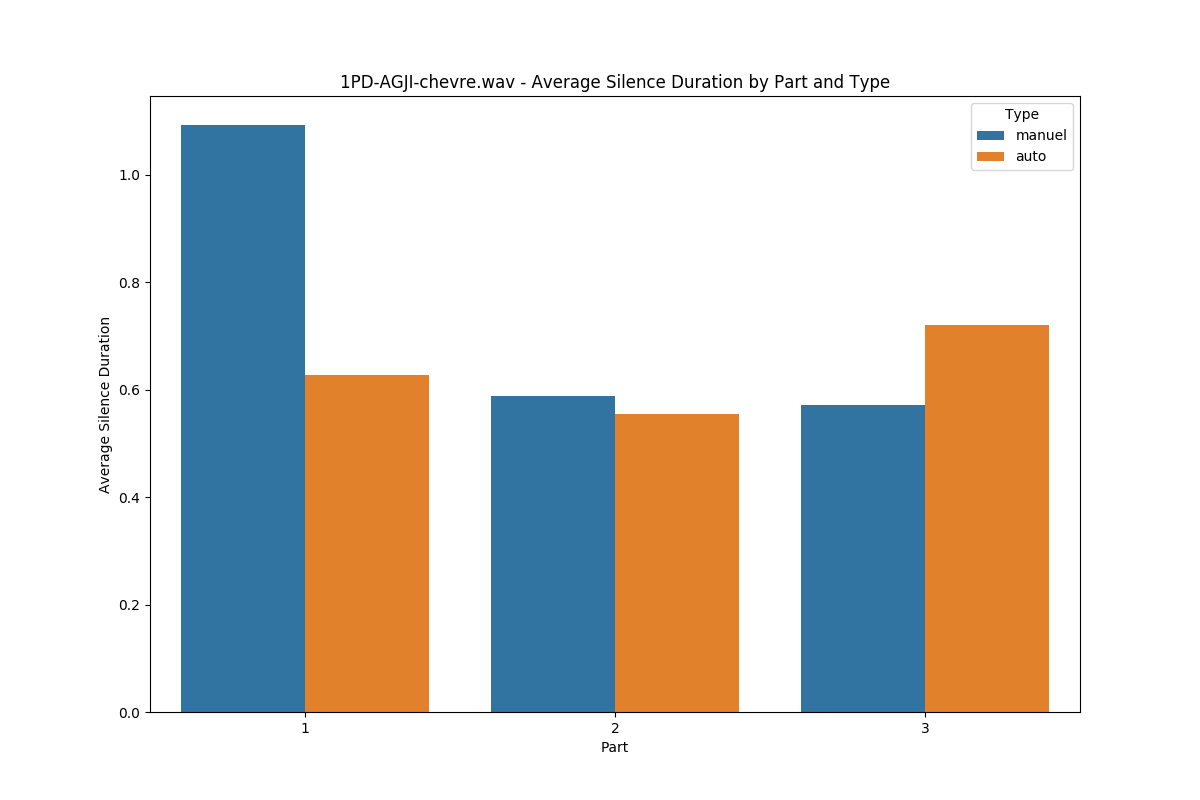 1PD-AGJI-chevre.wav - Average Silence Duration by Part and Type
Type
manuel
auto
Average Silence Duration
1.0
0.8
0.6
0.4
0.2
0.0
1 2 3
Part